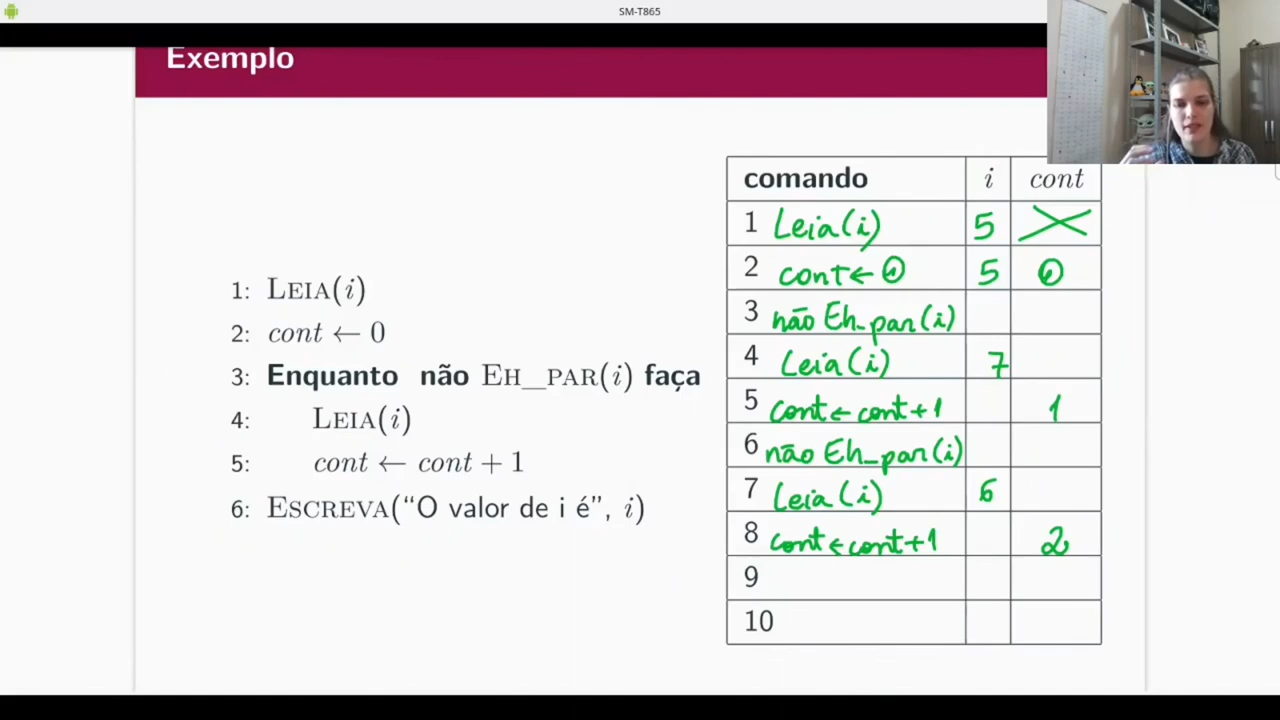 SM-T865
Exemplo
1: LEIA(i)
2: cont ← 0
3: Enquanto não EH_PAR(i) faça
4: LEIA(i)
5: cont ← cont + 1
6: ESCREVA(“O valor de i é”, i)
comando i cont
1 Leia(i) 5
2 cont ← 0 5 0
3 não Eh_par(i)
4 Leia(i) 7
5 cont ← cont + 1 1
6 não Eh_par(i)
7 Leia(i) 6
8 cont ← cont + 1 2
9
10